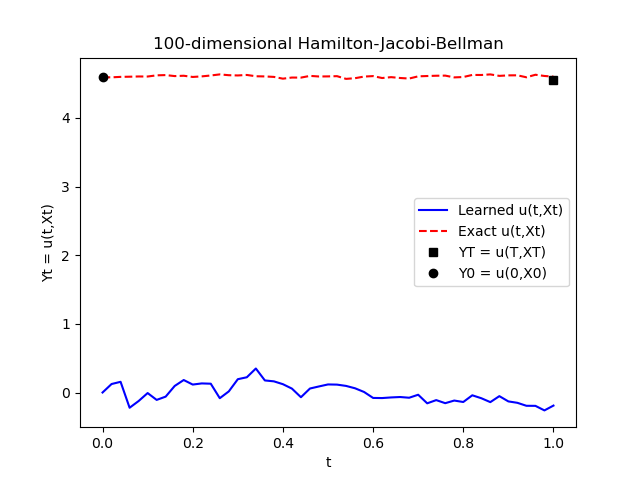 100-dimensional Hamilton-Jacobi-Bellman
Yt = u(t,Xt)
4
3
2
1
0
Learned u(t,Xt)
Exact u(t,Xt)
YT = u(T,XT)
Y0 = u(0,X0)
0.0 0.2 0.4 0.6 0.8 1.0
t